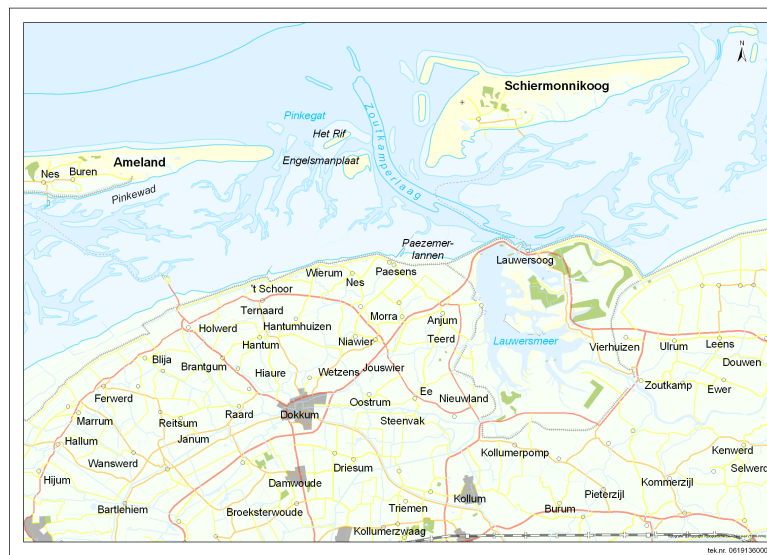 N
Schiermonnikoog
Pinkegat
Zoutkamperlaag
Het Rif
Engelsmanplaat
Ameland
Nes
Buren
Pinkewad
Paezemer-
lannen
Lauwersoog
Wierum
Paesens
Nes
't Schoor
Ternaard
Morra
Anjum
Holwerd
Hantumhuizen
Niawier
Teerd
Lauwersmeer
Hantum
Vierhuizen
Ulrum
Leens
Blija
Brantgum
Hiaure
Wetzens
Jouswier
Douwen
Zoutkamp
Ewer
Ferwerd
Ee
Nieuwland
Oostrum
Raard
Dokkum
Marrum
Reitsum
Steenvak
Hallum
Janum
Kollumerpomp
Kenwerd
Wanswerd
Driesum
Selwerd
Hijum
Damwoude
Kommerzijl
Pieterzijl
Kollum
Bartlehiem
Broeksterwoude
Triemen
Burum
Kollumerzwaag
tek.nr. 0619136000